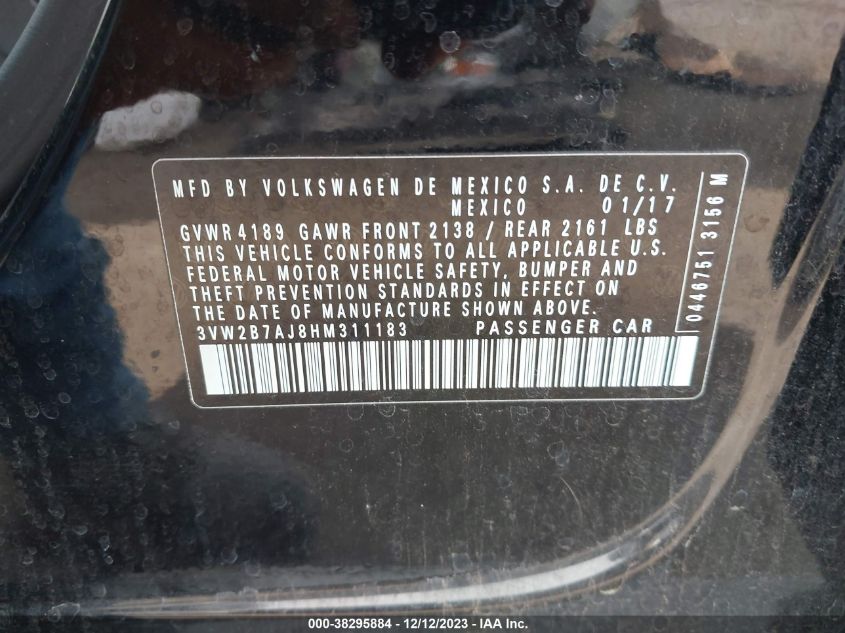 MFD BY VOLKSWAGEN DE MEXICO S.A. DE C.V.
MEXICO 01/17
GVWR 4189 GAWR FRONT 2138 / REAR 2161 LBS
THIS VEHICLE CONFORMS TO ALL APPLICABLE U.S.
FEDERAL MOTOR VEHICLE SAFETY, BUMPER AND
THEFT PREVENTION STANDARDS IN EFFECT ON
THE DATE OF MANUFACTURE SHOWN ABOVE.
3VW2B7AJ8HM311183 PASSENGER CAR
0446751 3156 M
000-38295884 - 12/12/2023 - IAA, Inc.